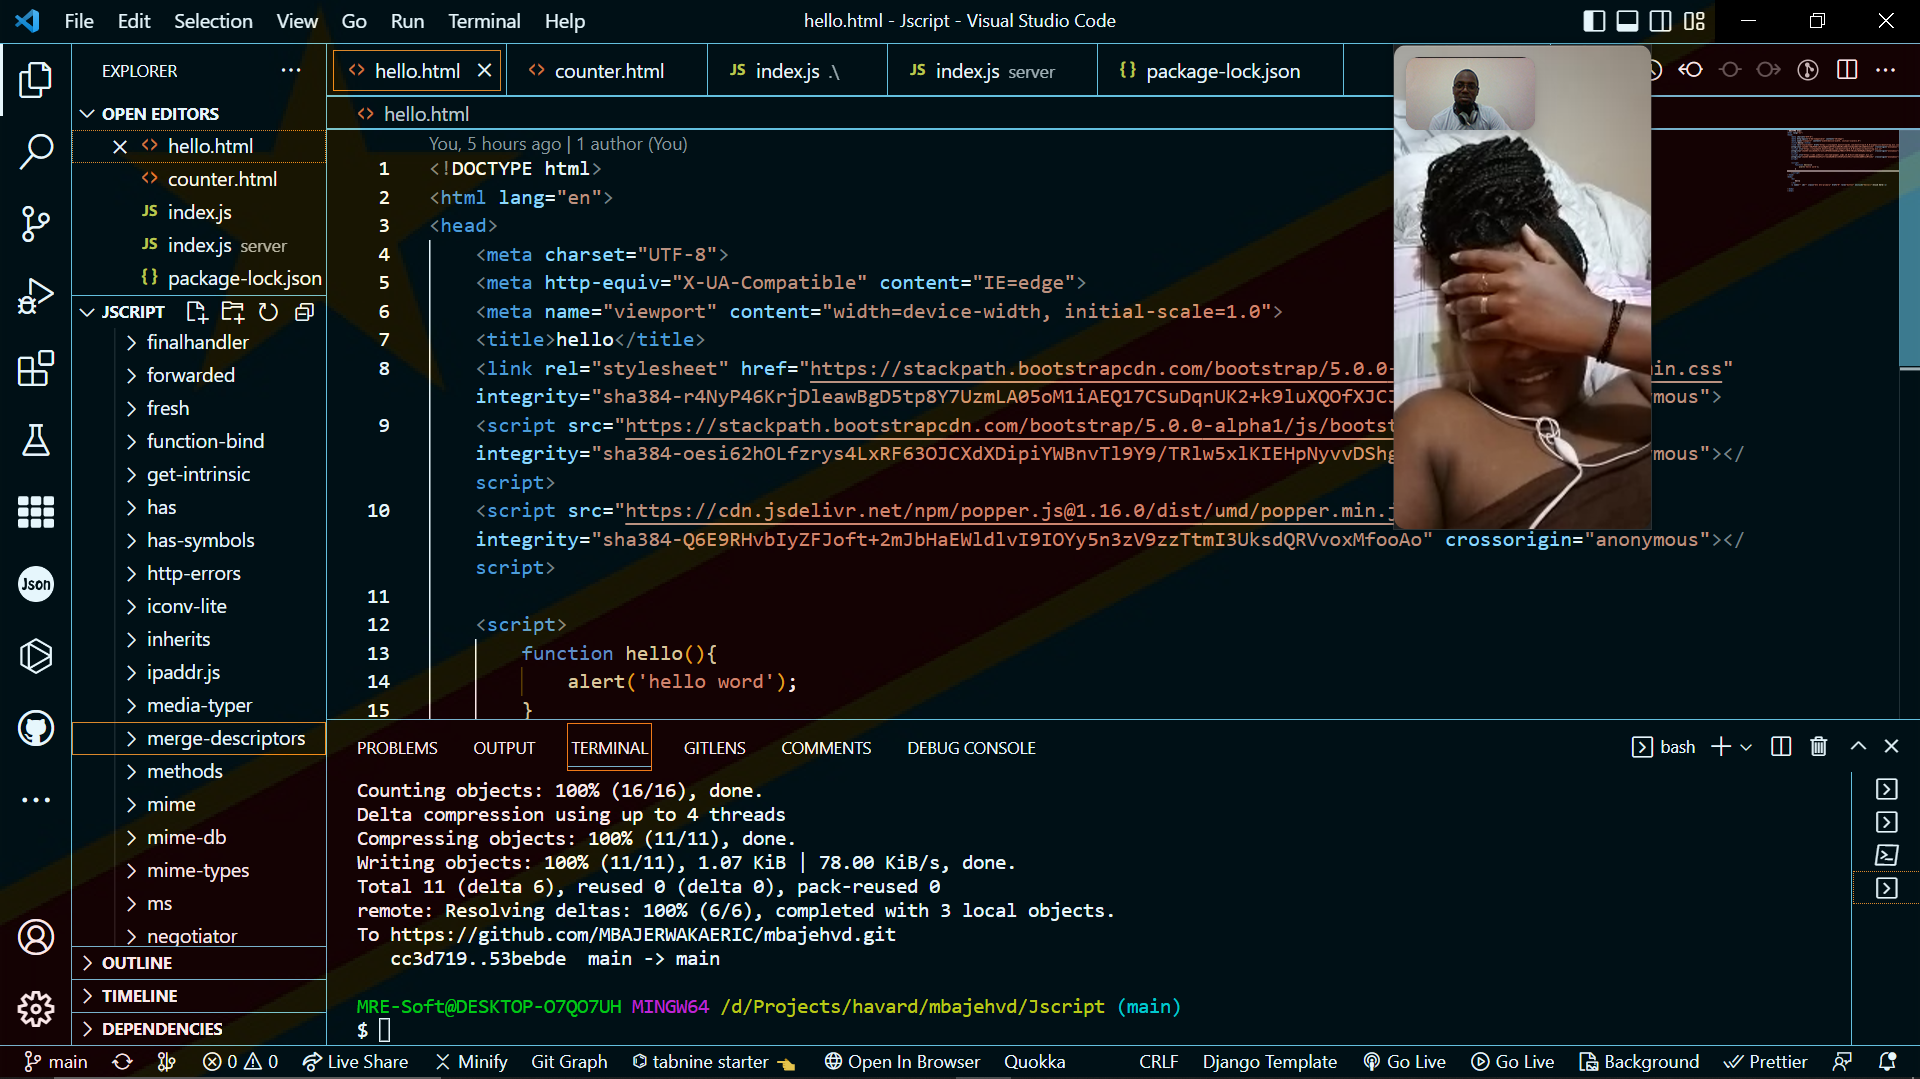 File Edit Selection View Go Run Terminal Help
hello.html - Jscript - Visual Studio Code
EXPLORER
OPEN EDITORS
hello.html
counter.html
JS index.js
JS index.js server
{} package-lock.json
JSCRIPT
finalhandler
forwarded
fresh
function-bind
get-intrinsic
has
has-symbols
http-errors
iconv-lite
inherits
ipaddr.js
media-typer
merge-descriptors
methods
mime
mime-db
mime-types
ms
negotiator
OUTLINE
TIMELINE
DEPENDENCIES
Json
<> hello.html <> counter.html JS index.js .\ JS index.js server {} package-lock.json
<> hello.html
You, 5 hours ago | 1 author (You)
1 <!DOCTYPE html>
2 <html lang="en">
3 <head>
4 <meta charset="UTF-8">
5 <meta http-equiv="X-UA-Compatible" content="IE=edge">
6 <meta name="viewport" content="width=device-width, initial-scale=1.0">
7 <title>hello</title>
8 <link rel="stylesheet" href="https://stackpath.bootstrapcdn.com/bootstrap/5.0.0- in.css"
integrity="sha384-r4NyP46KrjDleawBgD5tp8Y7UzmLA05oM1iAEQ17CSuDqnUK2+k9luXQOfXJCJ mous">
9 <script src="https://stackpath.bootstrapcdn.com/bootstrap/5.0.0-alpha1/js/bootst
integrity="sha384-oesi62hOLfzrys4LxRF63OJCXdXDipiYWBnvTl9Y9/TRlw5xlKIEHpNyvvDShg mous"></
script>
10 <script src="https://cdn.jsdelivr.net/npm/popper.js@1.16.0/dist/umd/popper.min.j
integrity="sha384-Q6E9RHvbIyZFJoft+2mJbHaEWldlvI9IOYy5n3zV9zzTtmI3UksdQRVvoxMfooAo" crossorigin="anonymous"></
script>
11
12 <script>
13 function hello(){
14 alert('hello word');
15 }
PROBLEMS OUTPUT TERMINAL GITLENS COMMENTS DEBUG CONSOLE
bash
Counting objects: 100% (16/16), done.
Delta compression using up to 4 threads
Compressing objects: 100% (11/11), done.
Writing objects: 100% (11/11), 1.07 KiB | 78.00 KiB/s, done.
Total 11 (delta 6), reused 0 (delta 0), pack-reused 0
remote: Resolving deltas: 100% (6/6), completed with 3 local objects.
To https://github.com/MBAJERWAKAERIC/mbajehvd.git
cc3d719..53bebde main -> main
MRE-Soft@DESKTOP-O7QO7UH MINGW64 /d/Projects/havard/mbajehvd/Jscript (main)
$
main 0 0 Live Share Minify Git Graph tabnine starter Open In Browser Quokka CRLF Django Template Go Live Go Live Background Prettier